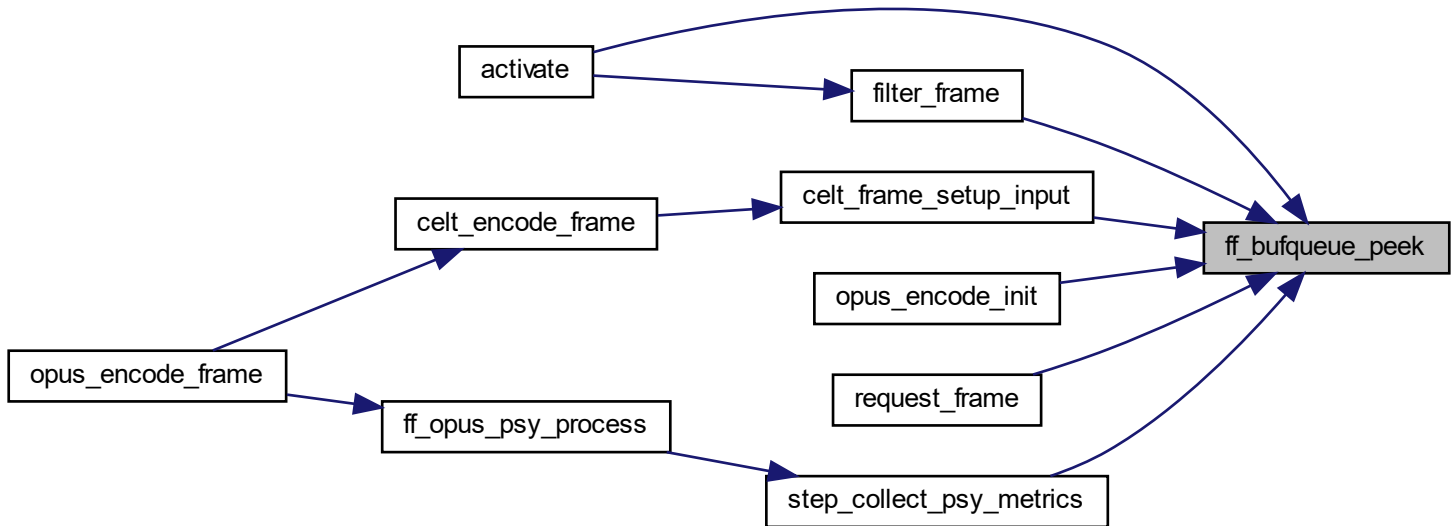 activate
filter_frame
celt_frame_setup_input
celt_encode_frame
ff_bufqueue_peek
opus_encode_init
opus_encode_frame
request_frame
ff_opus_psy_process
step_collect_psy_metrics